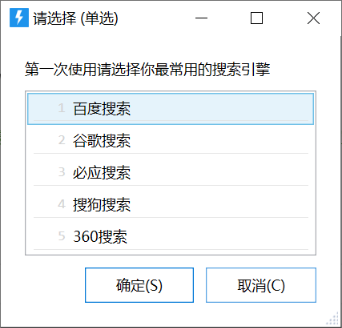 请选择 (单选)
第一次使用请选择你最常用的搜索引擎
1 百度搜索
2 谷歌搜索
3 必应搜索
4 搜狗搜索
5 360搜索
确定(S) 取消(C)